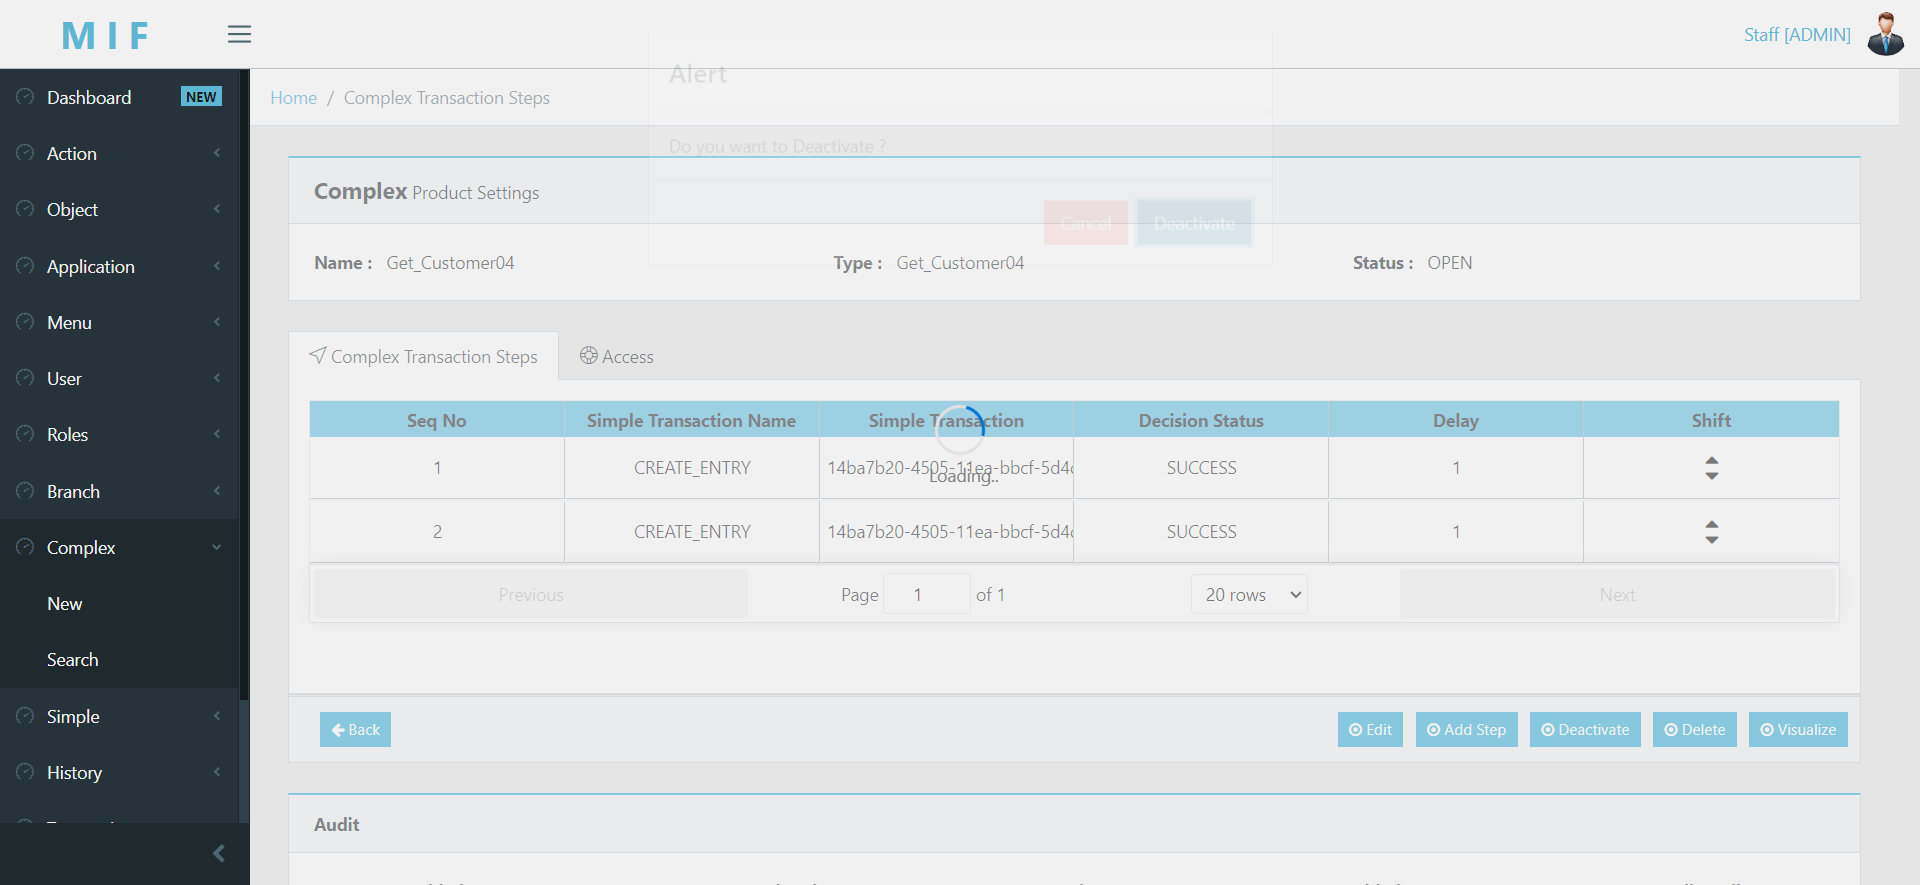 MIF
Staff [ADMIN]
Dashboard NEW
Action
Object
Application
Menu
User
Roles
Branch
Complex
New
Search
Simple
History
Home / Complex Transaction Steps
Alert
Do you want to Deactivate ?
Cancel Deactivate
Complex Product Settings
Name : Get_Customer04 Type : Get_Customer04 Status : OPEN
Complex Transaction Steps Access
Seq No Simple Transaction Name Simple Transaction Decision Status Delay Shift
1 CREATE_ENTRY 14ba7b20-4505-11ea-bbcf-5d4 SUCCESS 1
Loading..
2 CREATE_ENTRY 14ba7b20-4505-11ea-bbcf-5d4 SUCCESS 1
Previous Page 1 of 1 20 rows Next
Back Edit Add Step Deactivate Delete Visualize
Audit